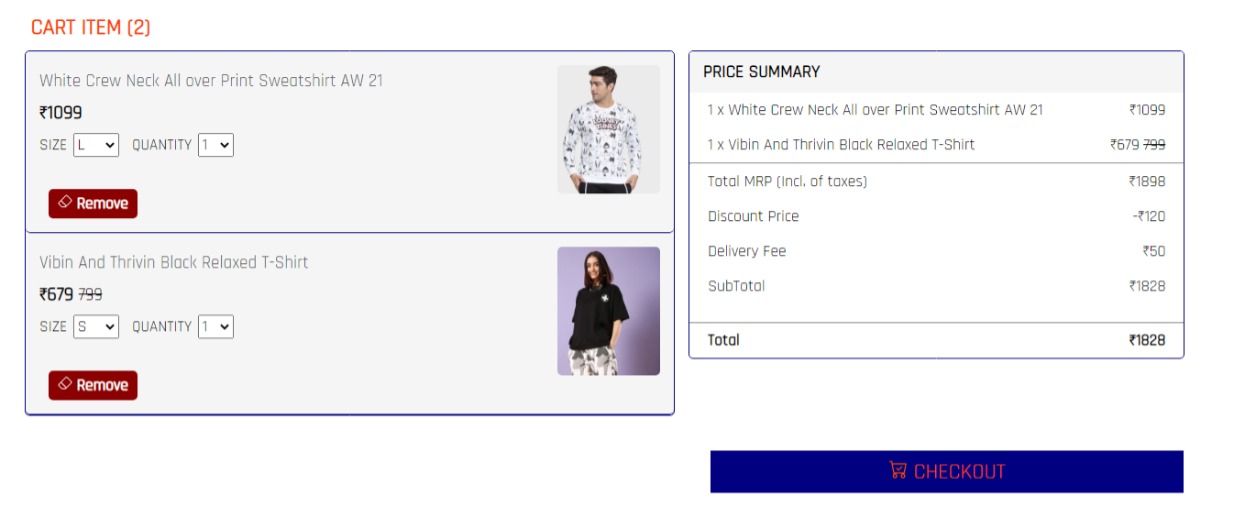 CART ITEM (2)
White Crew Neck All over Print Sweatshirt AW 21
₹1099
SIZE L QUANTITY 1
Remove
Vibin And Thrivin Black Relaxed T-Shirt
₹679 799
SIZE S QUANTITY 1
Remove
PRICE SUMMARY
1 x White Crew Neck All over Print Sweatshirt AW 21 ₹1099
1 x Vibin And Thrivin Black Relaxed T-Shirt ₹679 799
Total MRP (Incl. of taxes) ₹1898
Discount Price -₹120
Delivery Fee ₹50
SubTotal ₹1828
Total ₹1828
CHECKOUT